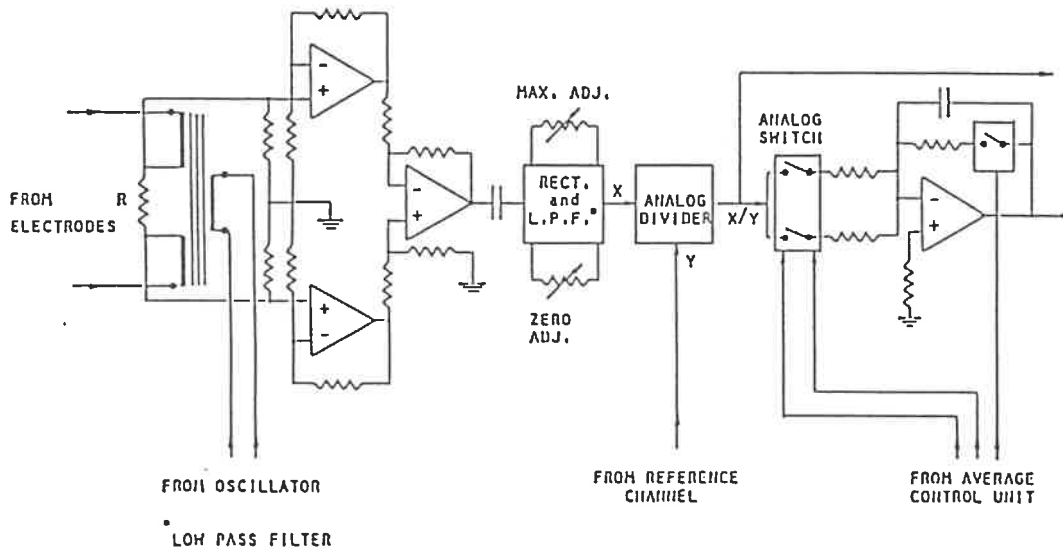 FROM
ELECTRODES
R
-
+
+
-
-
+
MAX. ADJ.
RECT.
and
L.P.F.*
ZERO
ADJ.
X
ANALOG
DIVIDER
X/Y
Y
ANALOG
SWITCH
-
+
FROM OSCILLATOR
FROM REFERENCE
CHANNEL
FROM AVERAGE
CONTROL UNIT
* LOW PASS FILTER